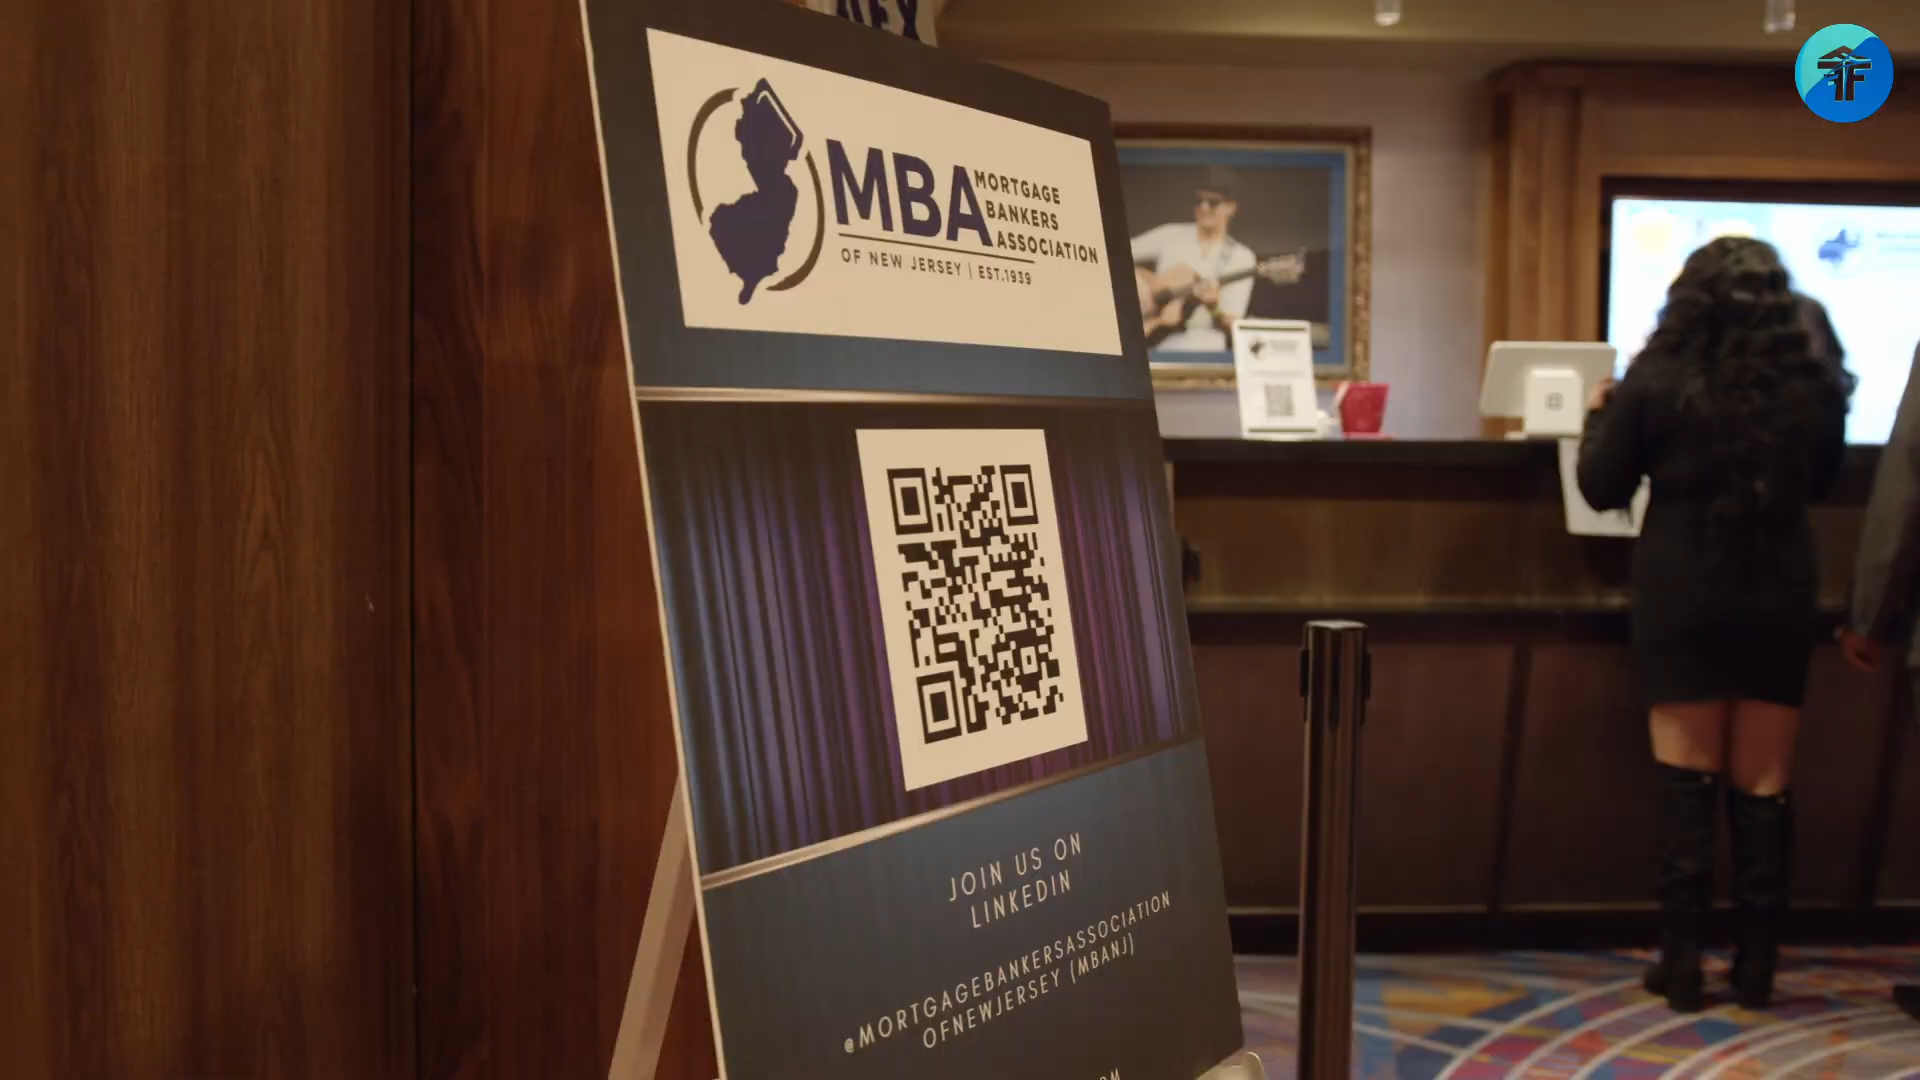 MBA
MORTGAGE
BANKERS
ASSOCIATION
OF NEW JERSEY | EST.1939
JOIN US ON
LINKEDIN
@MORTGAGEBANKERSASSOCIATION
OFNEWJERSEY (MBANJ)